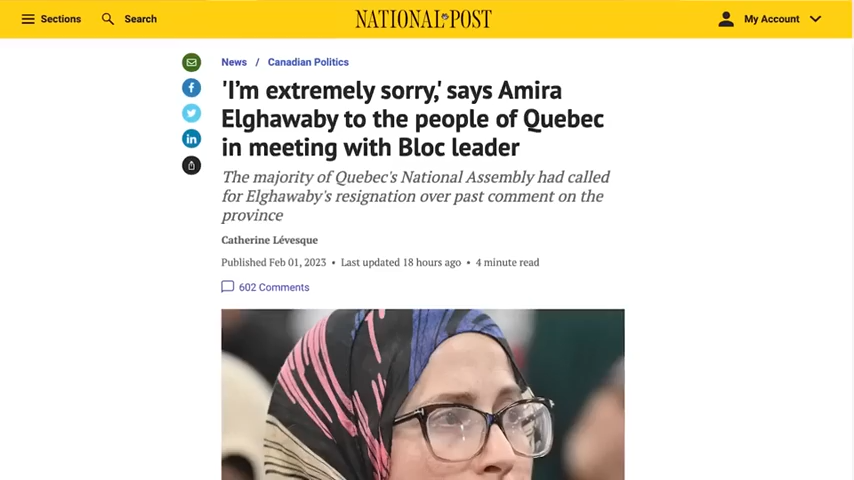 Sections Search NATIONAL POST My Account
News / Canadian Politics
'I'm extremely sorry,' says Amira
Elghawaby to the people of Quebec
in meeting with Bloc leader
The majority of Quebec's National Assembly had called
for Elghawaby's resignation over past comment on the
province
Catherine Lévesque
Published Feb 01, 2023 • Last updated 18 hours ago • 4 minute read
602 Comments